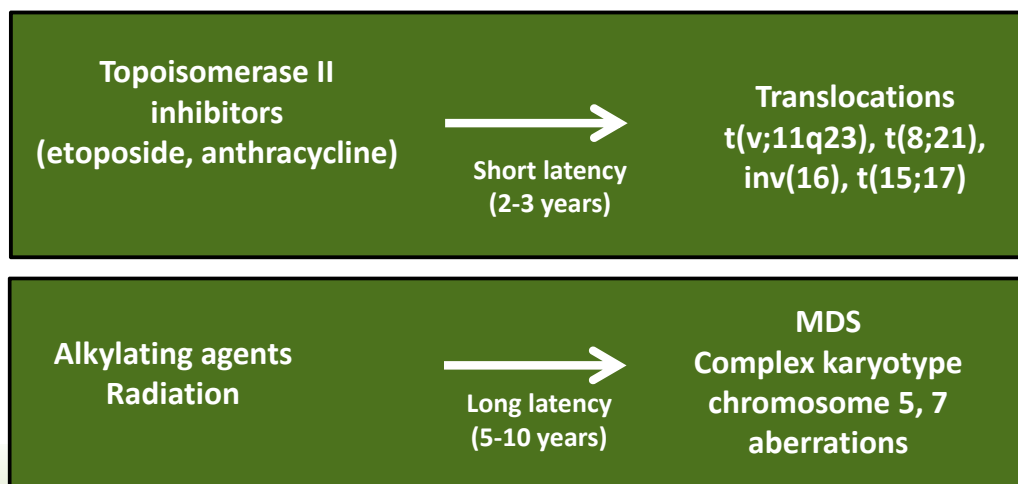 Topoisomerase II
inhibitors
(etoposide, anthracycline)
Short latency
(2-3 years)
Translocations
t(v;11q23), t(8;21),
inv(16), t(15;17)
Alkylating agents
Radiation
Long latency
(5-10 years)
MDS
Complex karyotype
chromosome 5, 7
aberrations